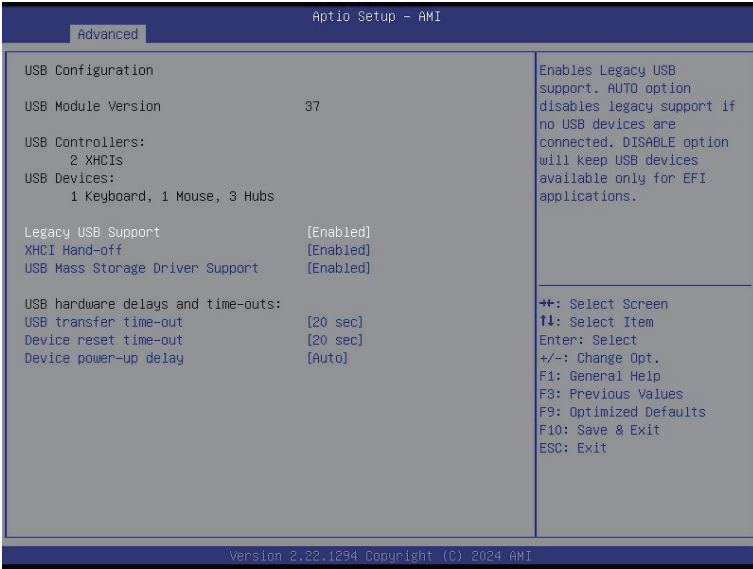 Aptio Setup – AMI
Advanced
USB Configuration
USB Module Version 37
USB Controllers:
2 XHCIs
USB Devices:
1 Keyboard, 1 Mouse, 3 Hubs
Legacy USB Support [Enabled]
XHCI Hand-off [Enabled]
USB Mass Storage Driver Support [Enabled]
USB hardware delays and time-outs:
USB transfer time-out [20 sec]
Device reset time-out [20 sec]
Device power-up delay [Auto]
Enables Legacy USB
support. AUTO option
disables legacy support if
no USB devices are
connected. DISABLE option
will keep USB devices
available only for EFI
applications.
→←: Select Screen
↑↓: Select Item
Enter: Select
+/-: Change Opt.
F1: General Help
F3: Previous Values
F9: Optimized Defaults
F10: Save & Exit
ESC: Exit
Version 2.22.1294 Copyright (C) 2024 AMI